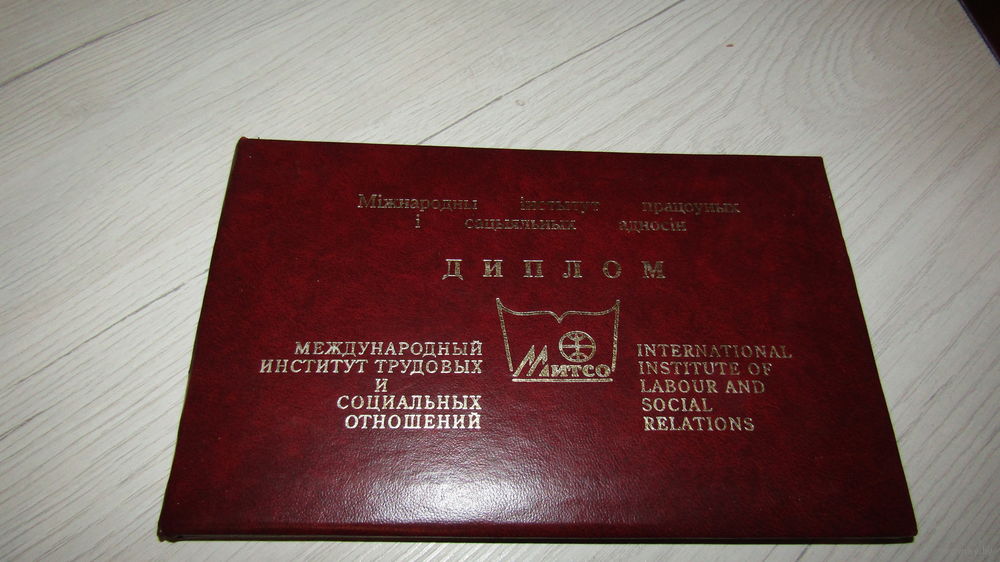 Міжнародны інстытут працоўных
і сацыяльных адносін
ДИПЛОМ
МЕЖДУНАРОДНЫЙ
ИНСТИТУТ ТРУДОВЫХ
И
СОЦИАЛЬНЫХ
ОТНОШЕНИЙ
МИТСО
INTERNATIONAL
INSTITUTE OF
LABOUR AND
SOCIAL
RELATIONS